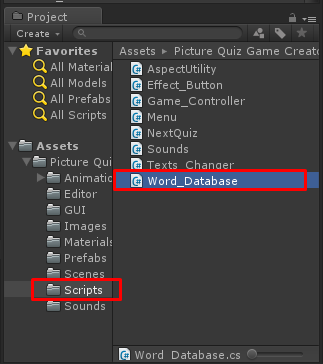 Project
Create
Favorites
All Material
All Models
All Prefabs
All Scripts
Assets
Picture Qui
Animatio
Editor
GUI
Images
Materials
Prefabs
Scenes
Scripts
Sounds
Assets Picture Quiz Game Creato
AspectUtility
Effect_Button
Game_Controller
Menu
NextQuiz
Sounds
Texts_Changer
Word_Database
Word_Database.cs